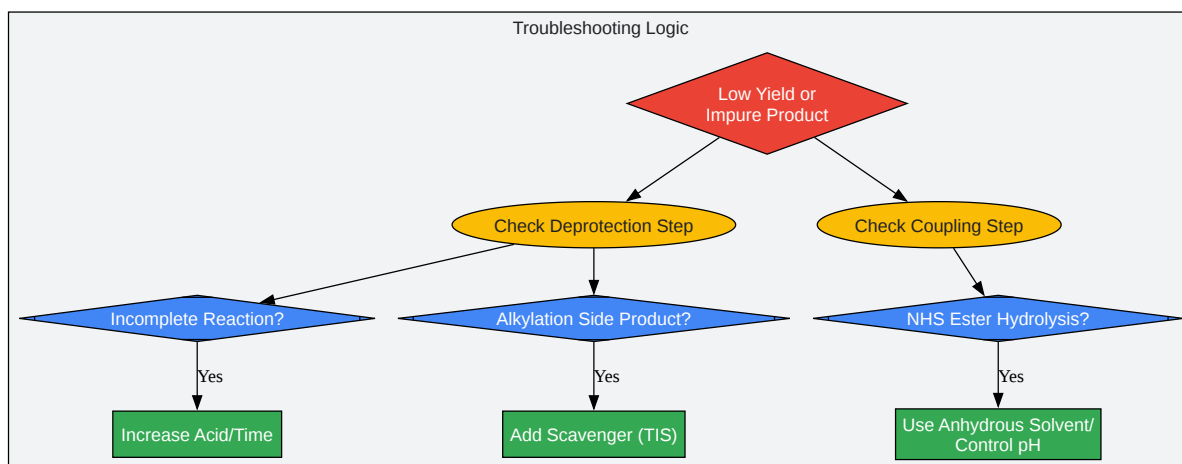 Troubleshooting Logic
Low Yield or
Impure Product
Check Deprotection Step
Check Coupling Step
Incomplete Reaction?
Alkylation Side Product?
NHS Ester Hydrolysis?
Yes
Yes
Yes
Increase Acid/Time
Add Scavenger (TIS)
Use Anhydrous Solvent/
Control pH